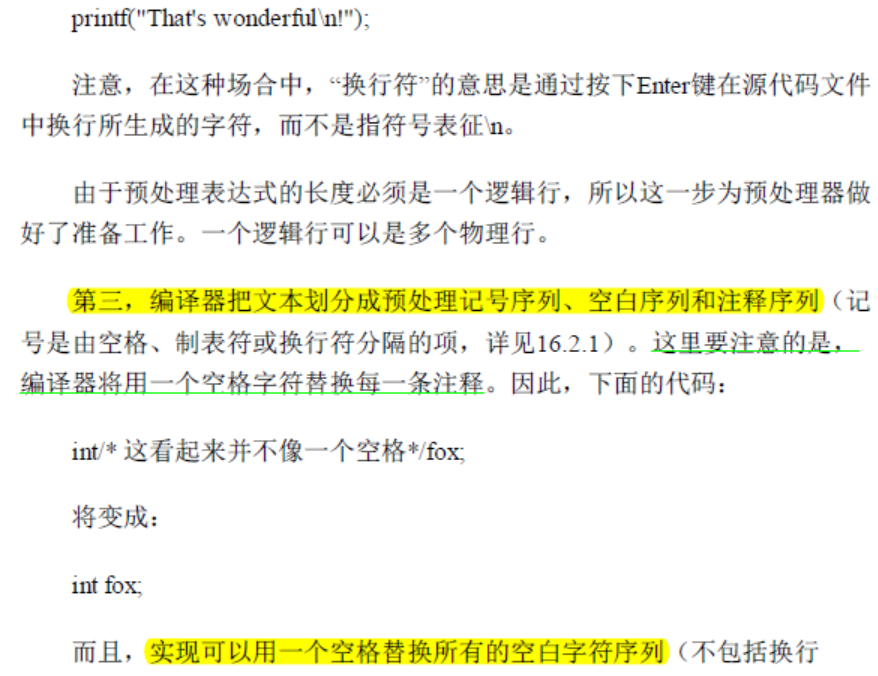 printf("That's wonderful\n!");
注意，在这种场合中，“换行符”的意思是通过按下Enter键在源代码文件
中换行所生成的字符，而不是指符号表征\n。
由于预处理表达式的长度必须是一个逻辑行，所以这一步为预处理器做
好了准备工作。一个逻辑行可以是多个物理行。
第三，编译器把文本划分成预处理记号序列、空白序列和注释序列（记
号是由空格、制表符或换行符分隔的项，详见16.2.1）。这里要注意的是，
编译器将用一个空格字符替换每一条注释。因此，下面的代码：
int/* 这看起来并不像一个空格*/fox;
将变成：
int fox;
而且，实现可以用一个空格替换所有的空白字符序列（不包括换行